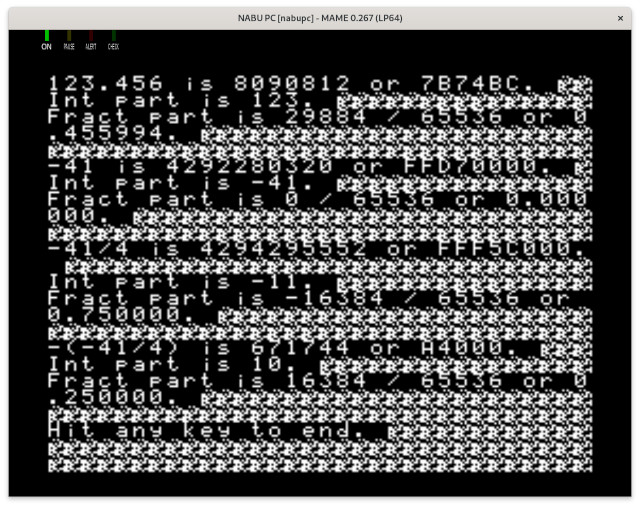 NABU PC [nabupc] - MAME 0.267 (LP64)
ON PAUSE ALERT CHECK
123.456 is 8090812 or 7B74BC.
Int part is 123.
Fract part is 29884 / 65536 or 0
.455994.
-41 is 4292280320 or FFD70000.
Int part is -41.
Fract part is 0 / 65536 or 0.000
000.
-41/4 is 4294295552 or FFF5C000.
Int part is -11.
Fract part is -16384 / 65536 or
0.750000.
-(-41/4) is 671744 or A4000.
Int part is 10.
Fract part is 16384 / 65536 or 0
.250000.
Hit any key to end.